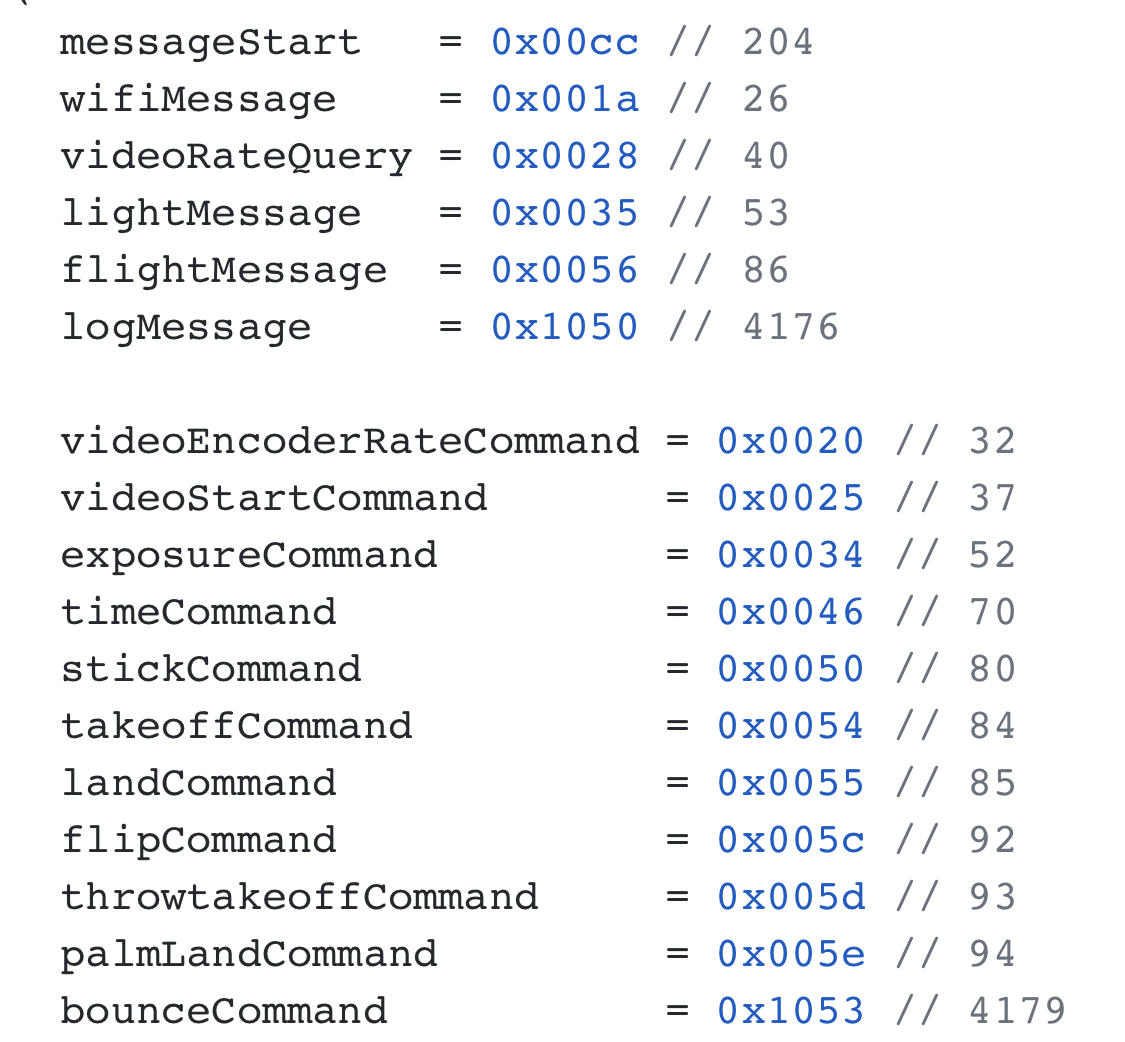 (
messageStart   = 0x00cc // 204
wifiMessage    = 0x001a // 26
videoRateQuery = 0x0028 // 40
lightMessage   = 0x0035 // 53
flightMessage  = 0x0056 // 86
logMessage     = 0x1050 // 4176

videoEncoderRateCommand = 0x0020 // 32
videoStartCommand       = 0x0025 // 37
exposureCommand         = 0x0034 // 52
timeCommand             = 0x0046 // 70
stickCommand            = 0x0050 // 80
takeoffCommand          = 0x0054 // 84
landCommand             = 0x0055 // 85
flipCommand             = 0x005c // 92
throwtakeoffCommand     = 0x005d // 93
palmLandCommand         = 0x005e // 94
bounceCommand           = 0x1053 // 4179